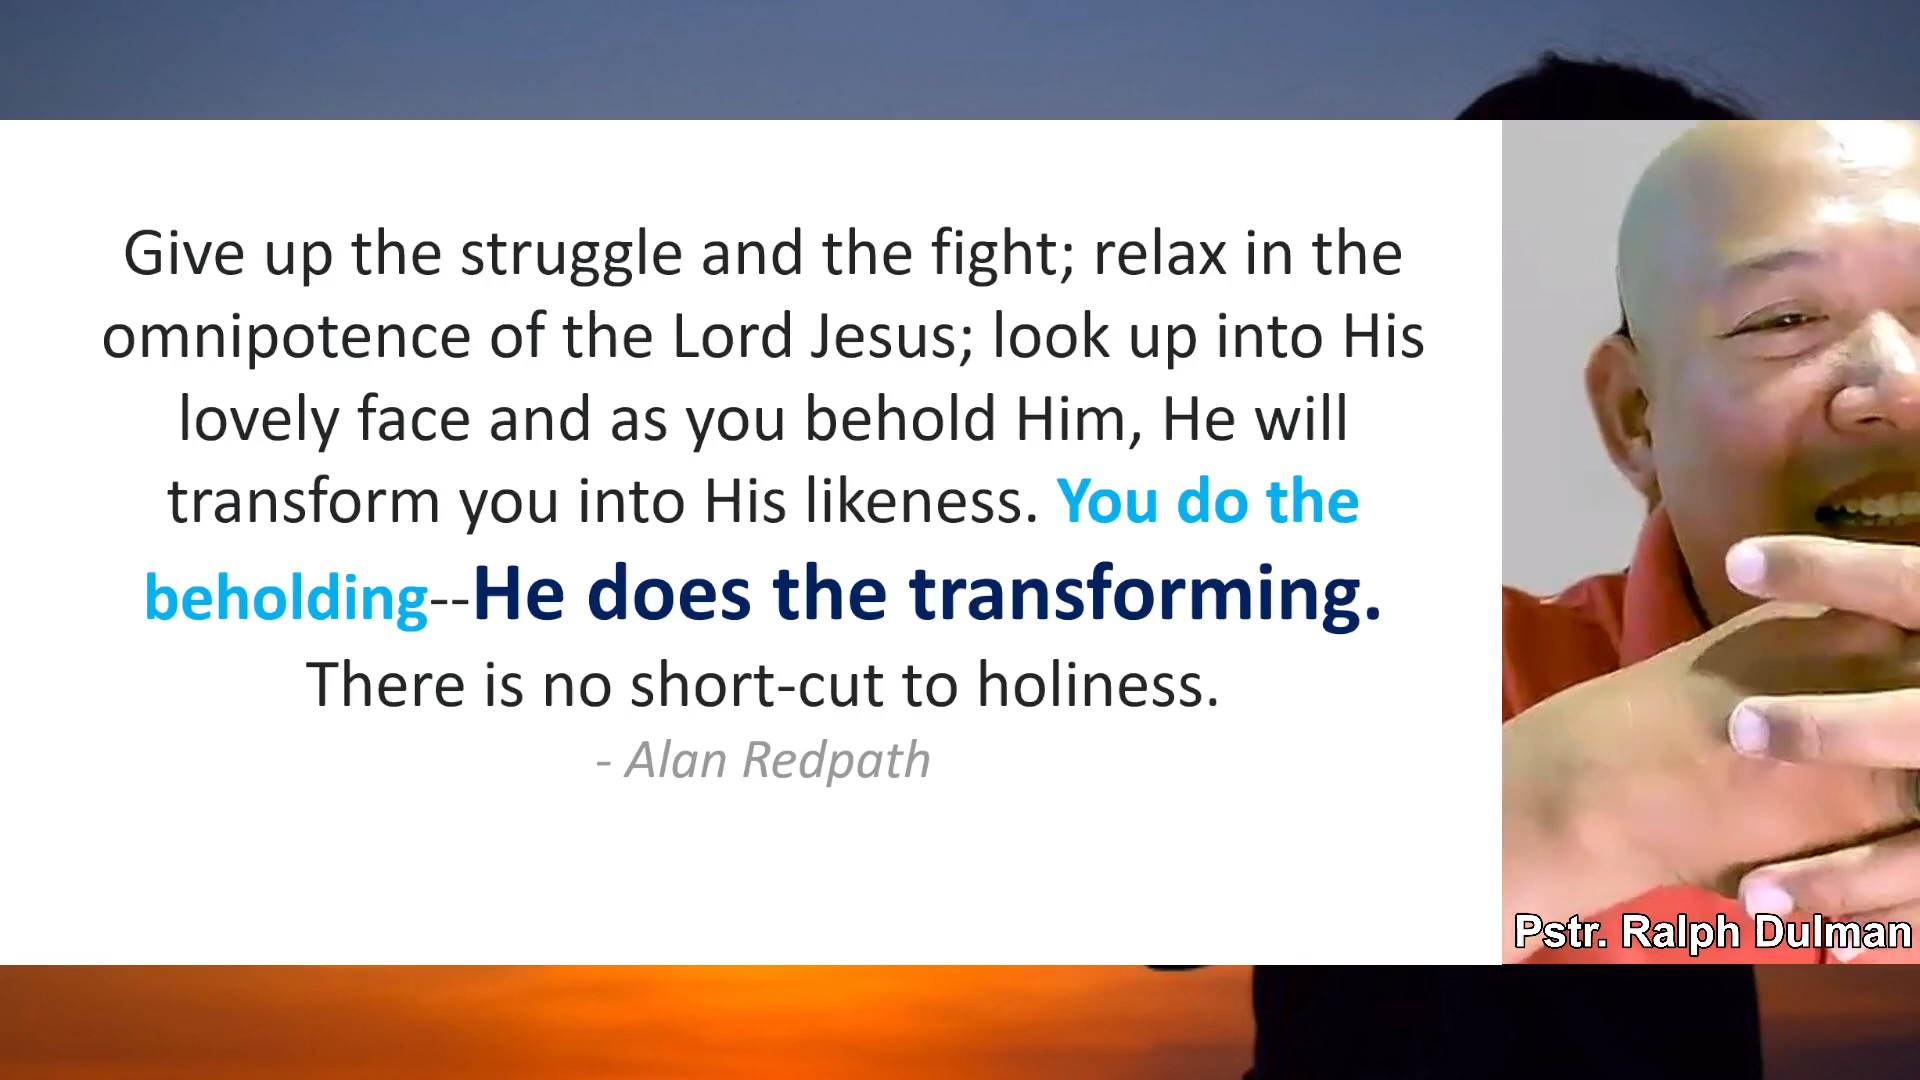 Give up the struggle and the fight; relax in the
omnipotence of the Lord Jesus; look up into His
lovely face and as you behold Him, He will
transform you into His likeness. You do the
beholding--He does the transforming.
There is no short-cut to holiness.
- Alan Redpath
Pstr. Ralph Dulman